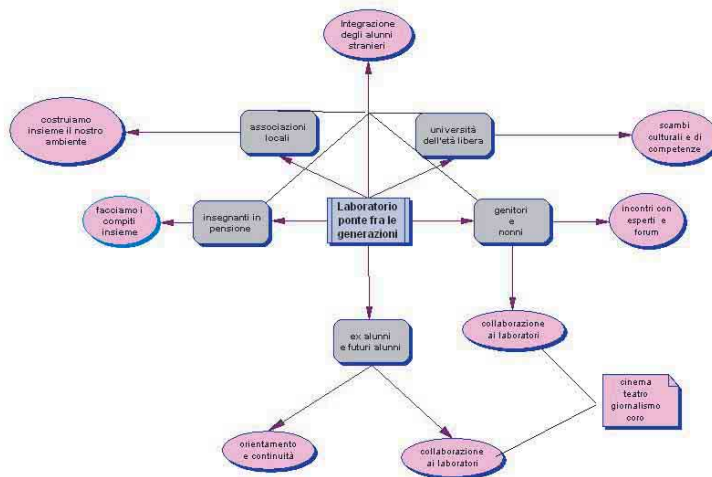 Integrazione
degli alunni
stranieri
costruiamo
insieme il nostro
ambiente
associazioni
locali
università
dell'età libera
scambi
culturali e di
competenze
facciamo i
compiti
insieme
insegnanti in
pensione
Laboratorio
ponte fra le
generazioni
genitori
e
nonni
incontri con
esperti e
forum
ex alunni
e futuri alunni
collaborazione
ai laboratori
cinema
teatro
giornalismo
coro
orientamento
e continuità
collaborazione
ai laboratori